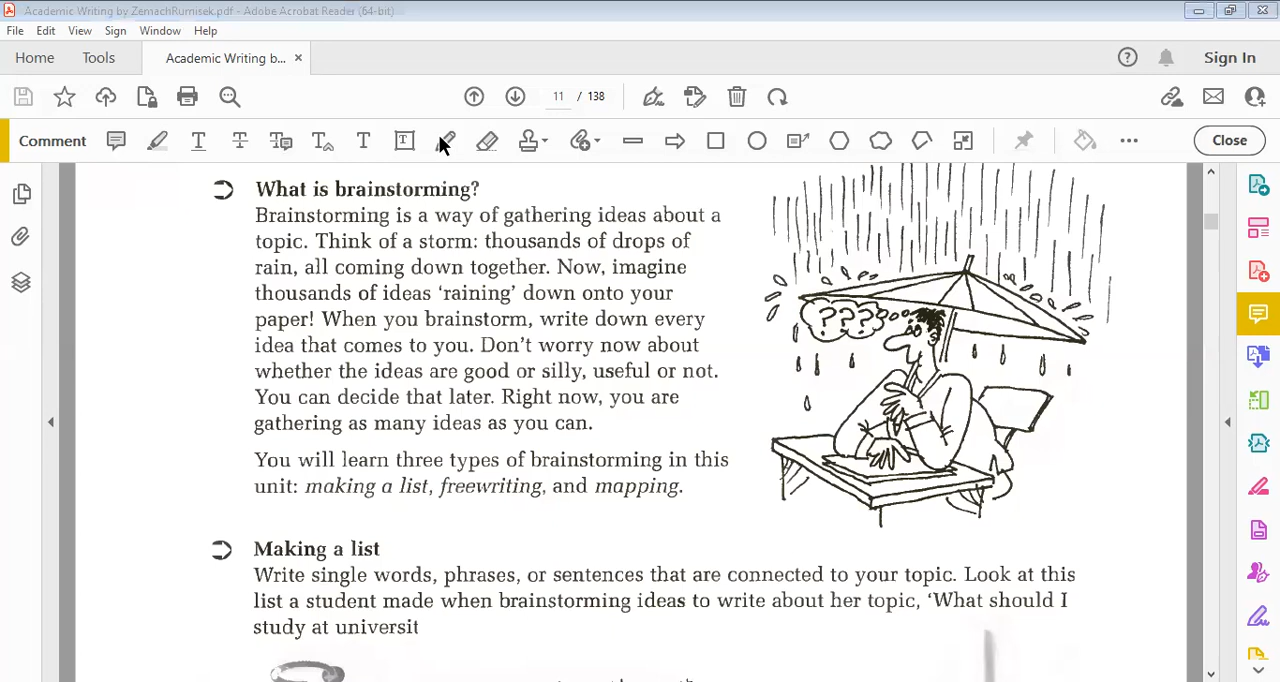 Academic Writing by ZemachRumisek.pdf - Adobe Acrobat Reader (64-bit)
File Edit View Sign Window Help
Home Tools Academic Writing b... × Sign In
11 / 138
Comment Close
What is brainstorming?
Brainstorming is a way of gathering ideas about a
topic. Think of a storm: thousands of drops of
rain, all coming down together. Now, imagine
thousands of ideas ‘raining’ down onto your
paper! When you brainstorm, write down every
idea that comes to you. Don’t worry now about
whether the ideas are good or silly, useful or not.
You can decide that later. Right now, you are
gathering as many ideas as you can.
You will learn three types of brainstorming in this
unit: making a list, freewriting, and mapping.
???
Making a list
Write single words, phrases, or sentences that are connected to your topic. Look at this
list a student made when brainstorming ideas to write about her topic, ‘What should I
study at universit